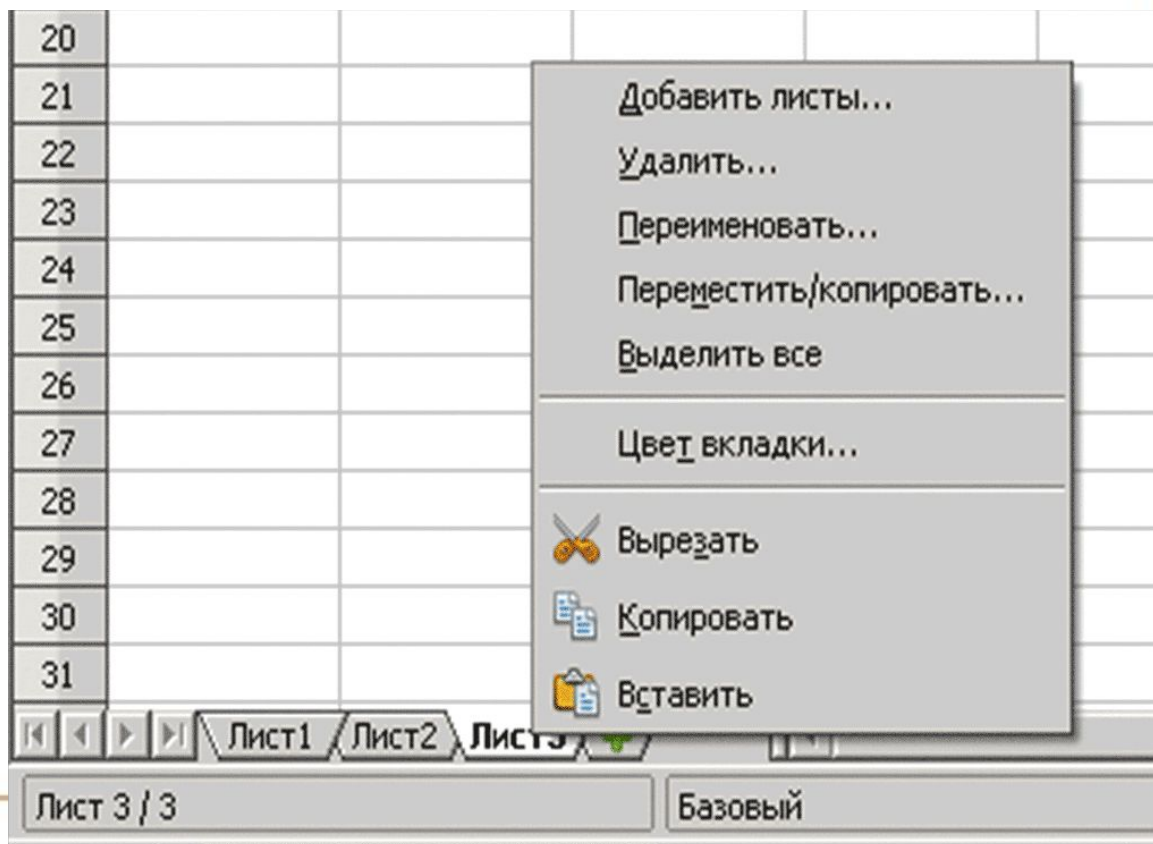 20
21
22
23
24
25
26
27
28
29
30
31
Добавить листы...
Удалить...
Переименовать...
Переместить/копировать...
Выделить все
Цвет вкладки...
Вырезать
Копировать
Вставить
Лист1 Лист2 Лист3
Лист 3 / 3 Базовый